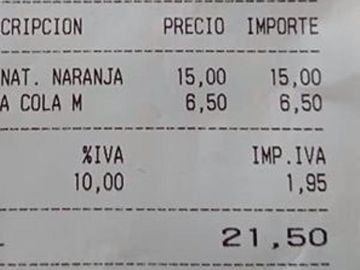 CRIPCION PRECIO IMPORTE
NAT. NARANJA 15,00 15,00
A COLA M 6,50 6,50
%IVA IMP.IVA
10,00 1,95
21,50